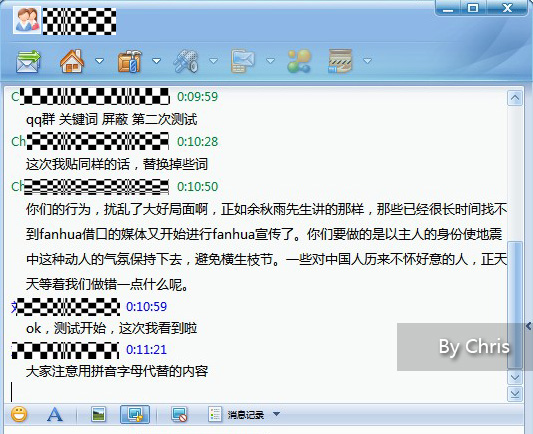 C 0:09:59
qq群 关键词 屏蔽 第二次测试
Ch 0:10:28
这次我贴同样的话，替换掉些词
Ch 0:10:50
你们的行为，扰乱了大好局面啊，正如余秋雨先生讲的那样，那些已经很长时间找不
到fanhua借口的媒体又开始进行fanhua宣传了。你们要做的是以主人的身份使地震
中这种动人的气氛保持下去，避免横生枝节。一些对中国人历来不怀好意的人，正天
天等着我们做错一点什么呢。
0:10:59
ok，测试开始，这次我看到啦
By Chris
0:11:21
大家注意用拼音字母代替的内容
A 消息记录